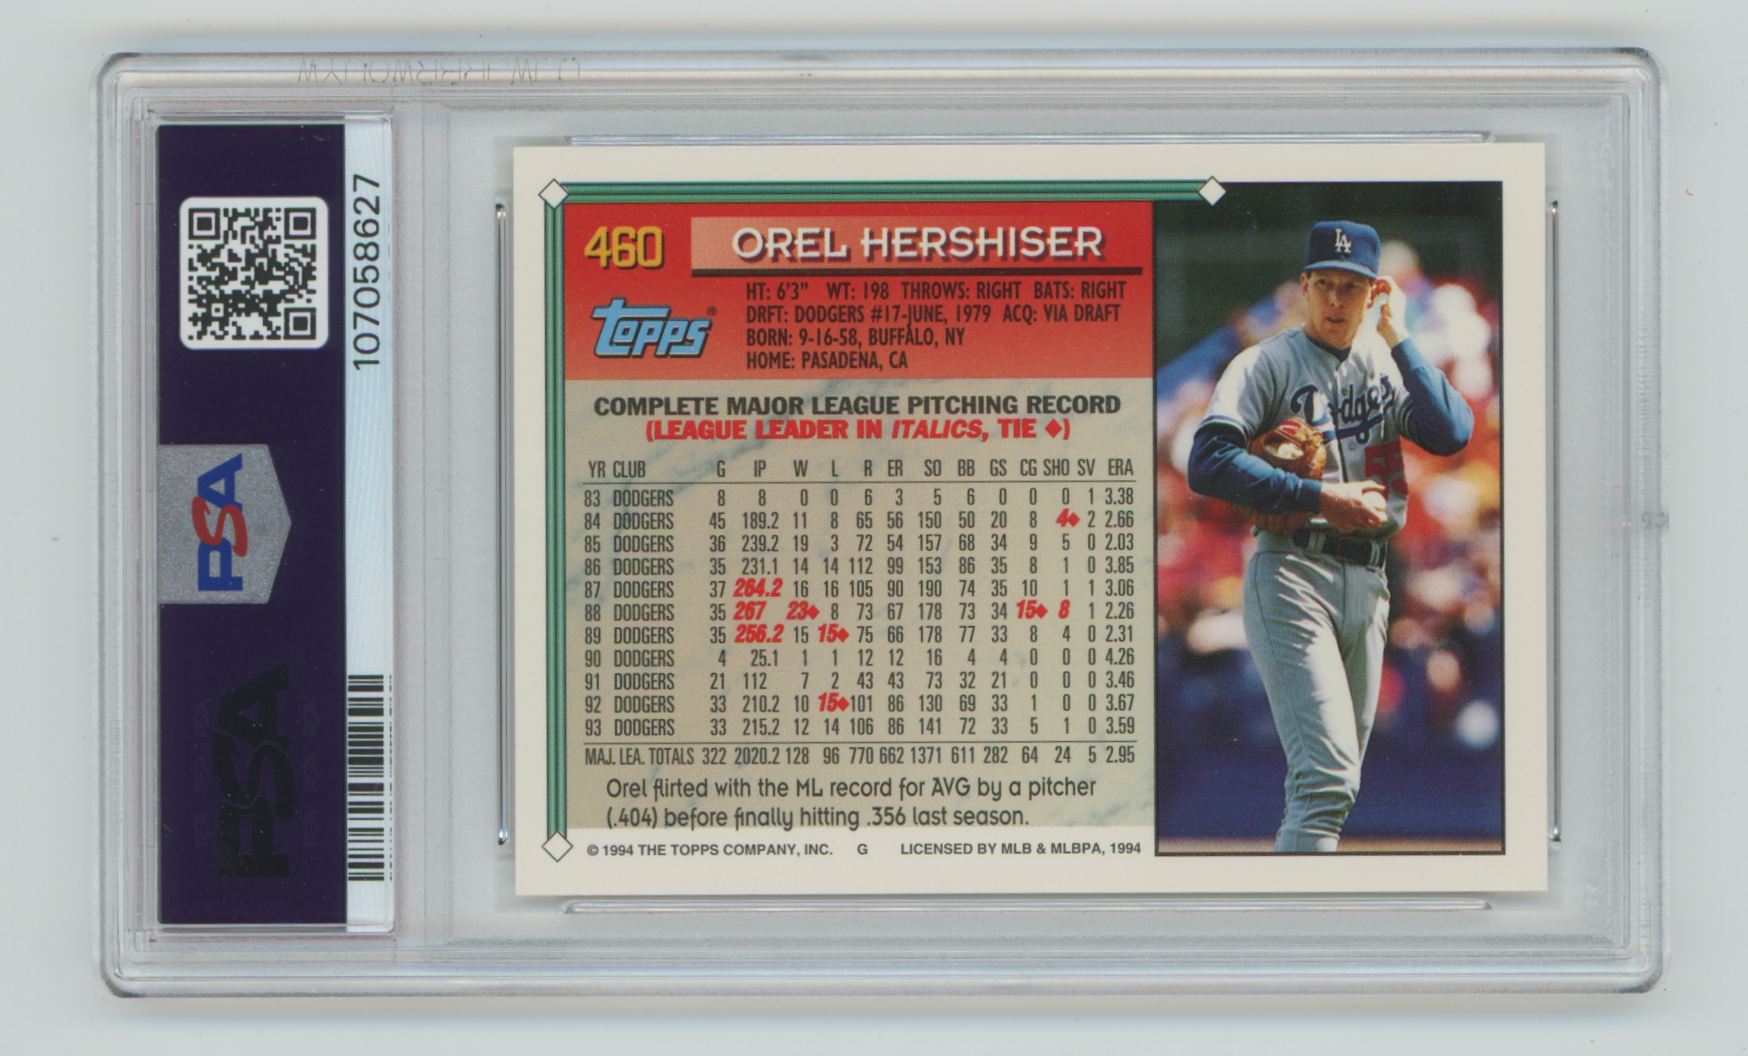 107058627
PSA
PSA
460
OREL HERSHISER
topps®
HT: 6'3" WT: 198 THROWS: RIGHT BATS: RIGHT
DRFT: DODGERS #17-JUNE, 1979 ACQ: VIA DRAFT
BORN: 9-16-58, BUFFALO, NY
HOME: PASADENA, CA
COMPLETE MAJOR LEAGUE PITCHING RECORD
(LEAGUE LEADER IN ITALICS, TIE ♦)
YR CLUB G IP W L R ER SO BB GS CG SHO SV ERA
83 DODGERS 8 8 0 0 6 3 5 6 0 0 0 1 3.38
84 DODGERS 45 189.2 11 8 65 56 150 50 20 8 4♦ 2 2.66
85 DODGERS 36 239.2 19 3 72 54 157 68 34 9 5 0 2.03
86 DODGERS 35 231.1 14 14 112 99 153 86 35 8 1 0 3.85
87 DODGERS 37 264.2 16 16 105 90 190 74 35 10 1 1 3.06
88 DODGERS 35 267 23♦ 8 73 67 178 73 34 15♦ 8 1 2.26
89 DODGERS 35 256.2 15 15♦ 75 66 178 77 33 8 4 0 2.31
90 DODGERS 4 25.1 1 1 12 12 16 4 4 0 0 0 4.26
91 DODGERS 21 112 7 2 43 43 73 32 21 0 0 0 3.46
92 DODGERS 33 210.2 10 15♦ 101 86 130 69 33 1 0 0 3.67
93 DODGERS 33 215.2 12 14 106 86 141 72 33 5 1 0 3.59
MAJ. LEA. TOTALS 322 2020.2 128 96 770 662 1371 611 282 64 24 5 2.95
Orel flirted with the ML record for AVG by a pitcher
(.404) before finally hitting .356 last season.
© 1994 THE TOPPS COMPANY, INC. G LICENSED BY MLB & MLBPA, 1994
LA
Dodgers